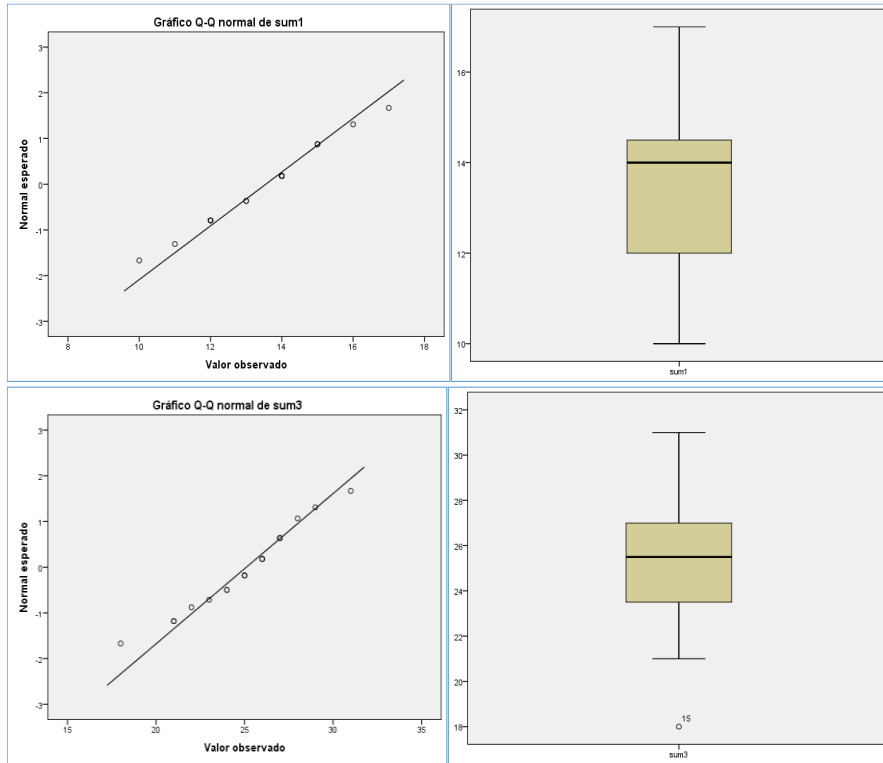 Gráfico Q-Q normal de sum1
3
2
1
0
-1
-2
-3
Normal esperado
8 10 12 14 16 18
Valor observado
16
14
12
10
sum1
Gráfico Q-Q normal de sum3
3
2
1
0
-1
-2
-3
Normal esperado
15 20 25 30 35
Valor observado
32
30
28
26
24
22
20
18
15
sum3